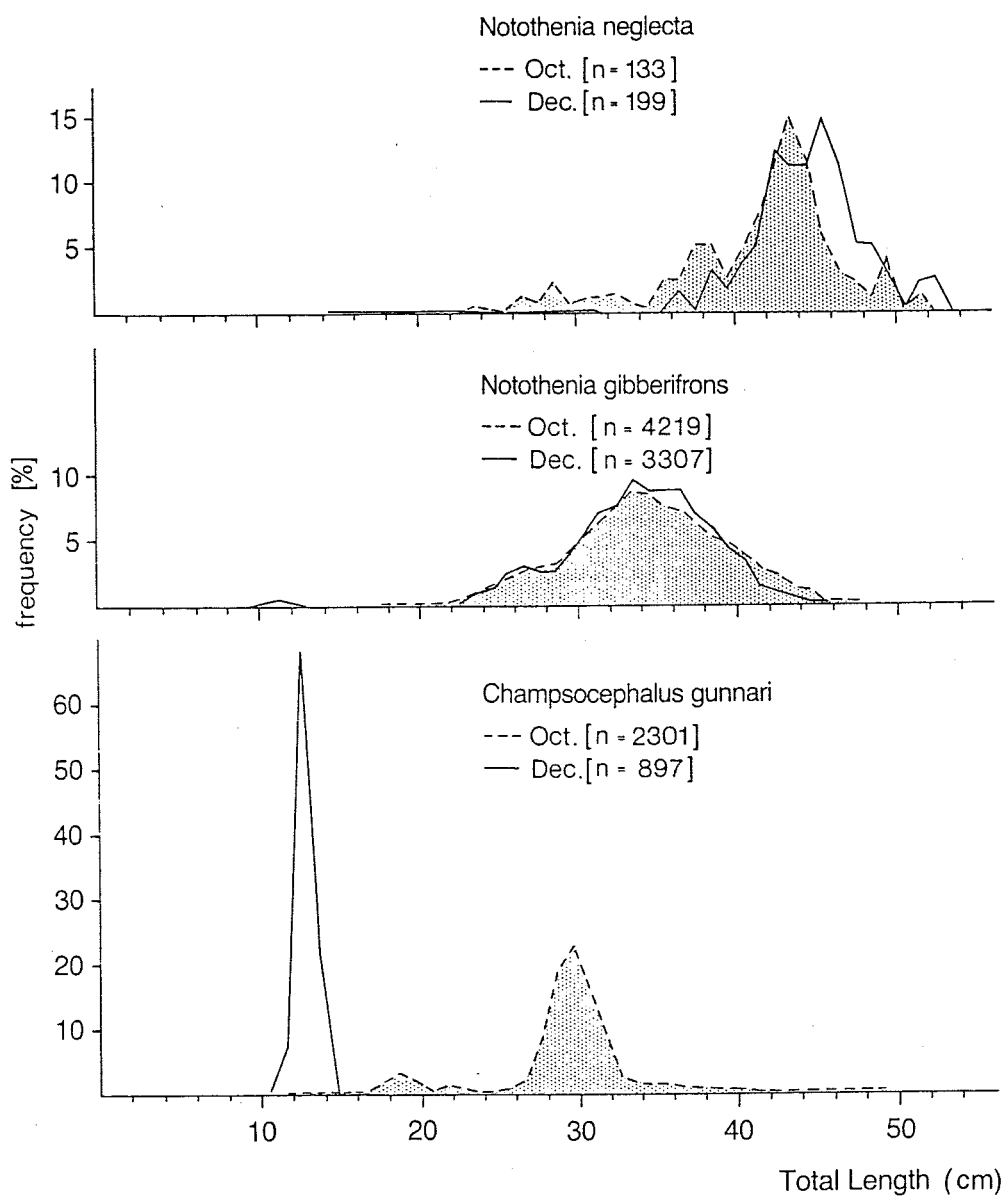 Notothenia neglecta
--- Oct. [n = 133]
— Dec. [n = 199]
15
10
5
Notothenia gibberifrons
--- Oct. [n = 4219]
— Dec. [n = 3307]
10
5
frequency [%]
Champsocephalus gunnari
--- Oct. [n = 2301]
— Dec. [n = 897]
60
50
40
30
20
10
10 20 30 40 50
Total Length (cm)